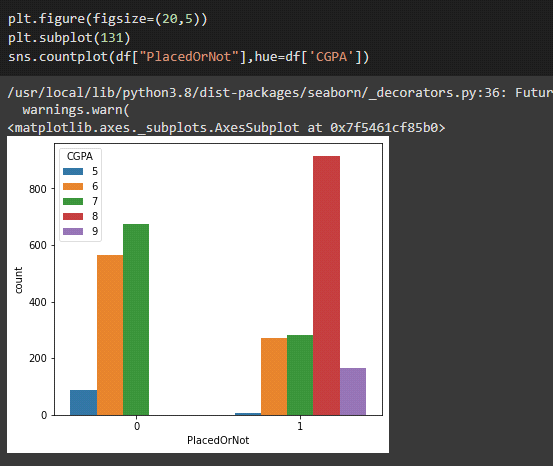 plt.figure(figsize=(20,5))
plt.subplot(131)
sns.countplot(df["PlacedOrNot"],hue=df['CGPA'])
/usr/local/lib/python3.8/dist-packages/seaborn/_decorators.py:36: Futur
warnings.warn(
<matplotlib.axes._subplots.AxesSubplot at 0x7f5461cf85b0>
CGPA
5
6
7
8
9
800
600
400
200
0
count
0 1
PlacedOrNot